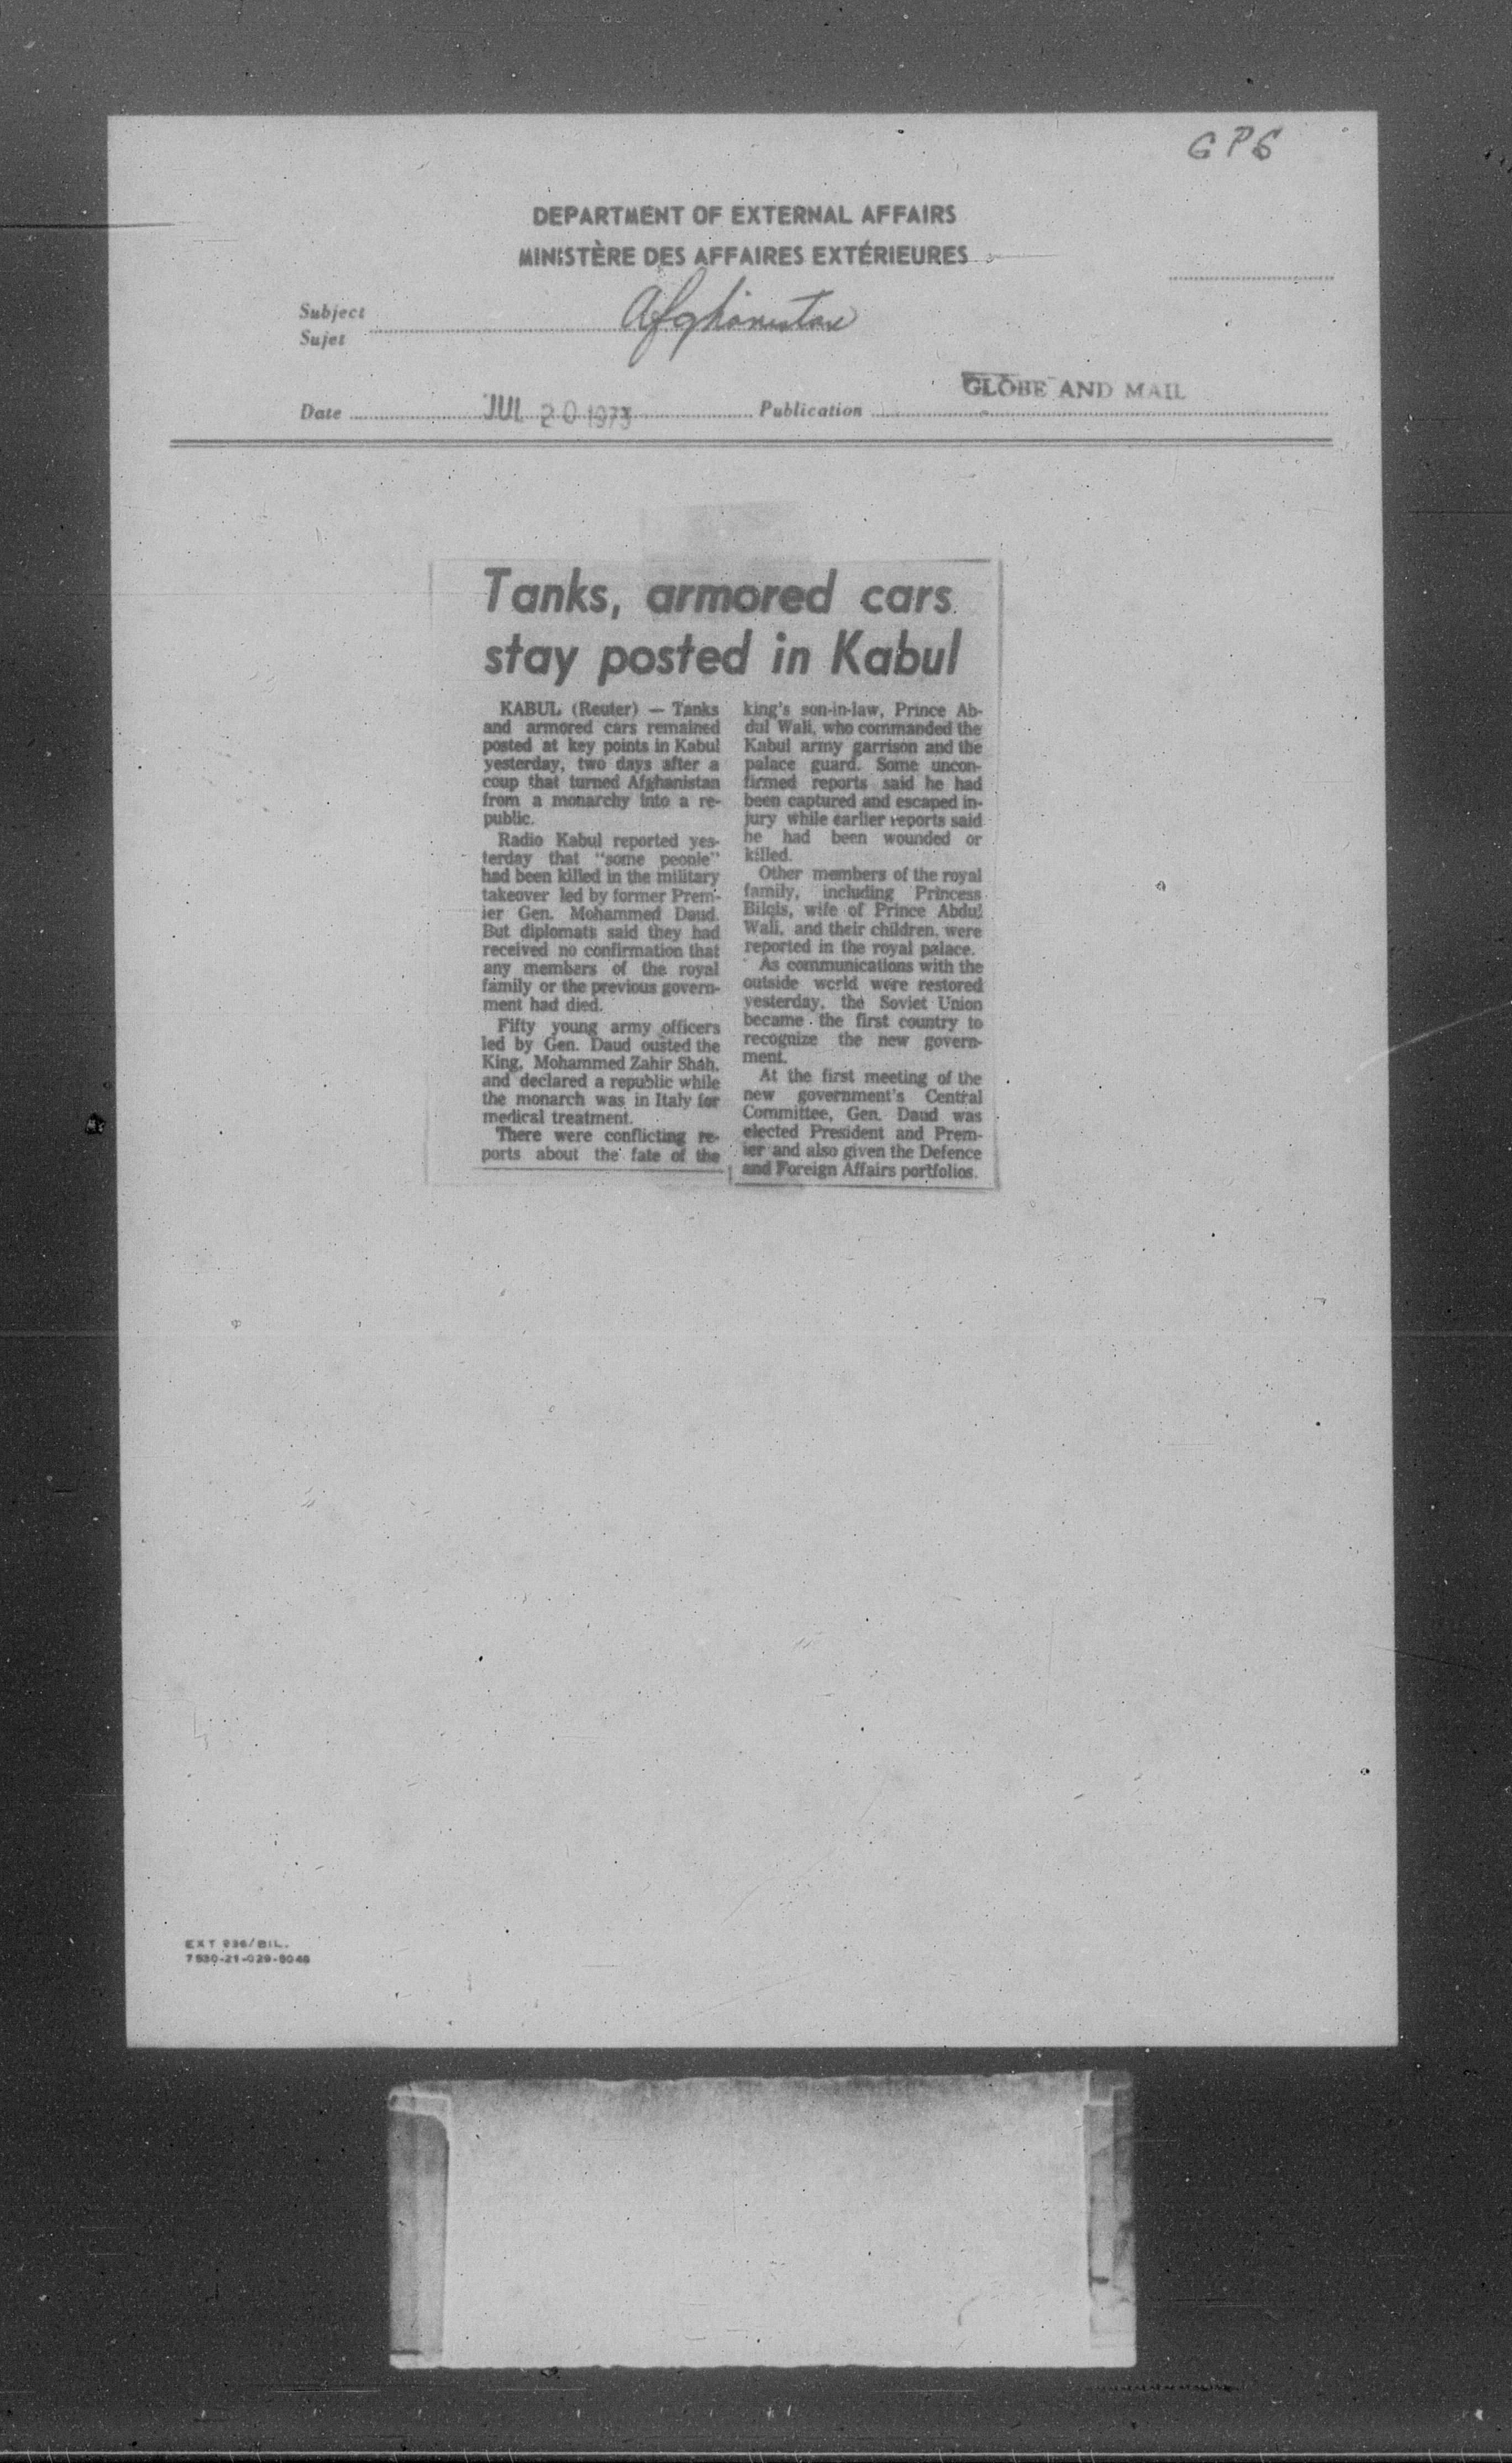 GPS
DEPARTMENT OF EXTERNAL AFFAIRS
MINISTÈRE DES AFFAIRES EXTÉRIEURES
Subject
Sujet
Afghanistan
Date JUL 20 1973 Publication GLOBE AND MAIL
Tanks, armored cars
stay posted in Kabul
KABUL (Reuter) — Tanks
and armored cars remained
posted at key points in Kabul
yesterday, two days after a
coup that turned Afghanistan
from a monarchy into a re-
public.
Radio Kabul reported yes-
terday that "some people"
had been killed in the military
takeover led by former Prem-
ier Gen. Mohammed Daud.
But diplomats said they had
received no confirmation that
any members of the royal
family or the previous govern-
ment had died.
Fifty young army officers
led by Gen. Daud ousted the
King, Mohammed Zahir Shah,
and declared a republic while
the monarch was in Italy for
medical treatment.
There were conflicting re-
ports about the fate of the
king's son-in-law, Prince Ab-
dul Wali, who commanded the
Kabul army garrison and the
palace guard. Some uncon-
firmed reports said he had
been captured and escaped in-
jury while earlier reports said
he had been wounded or
killed.
Other members of the royal
family, including Princess
Bilqis, wife of Prince Abdul
Wali, and their children, were
reported in the royal palace.
As communications with the
outside world were restored
yesterday, the Soviet Union
became the first country to
recognize the new govern-
ment.
At the first meeting of the
new government's Central
Committee, Gen. Daud was
elected President and Prem-
ier and also given the Defence
and Foreign Affairs portfolios.
EXT 236/BIL.
7530-21-029-5046